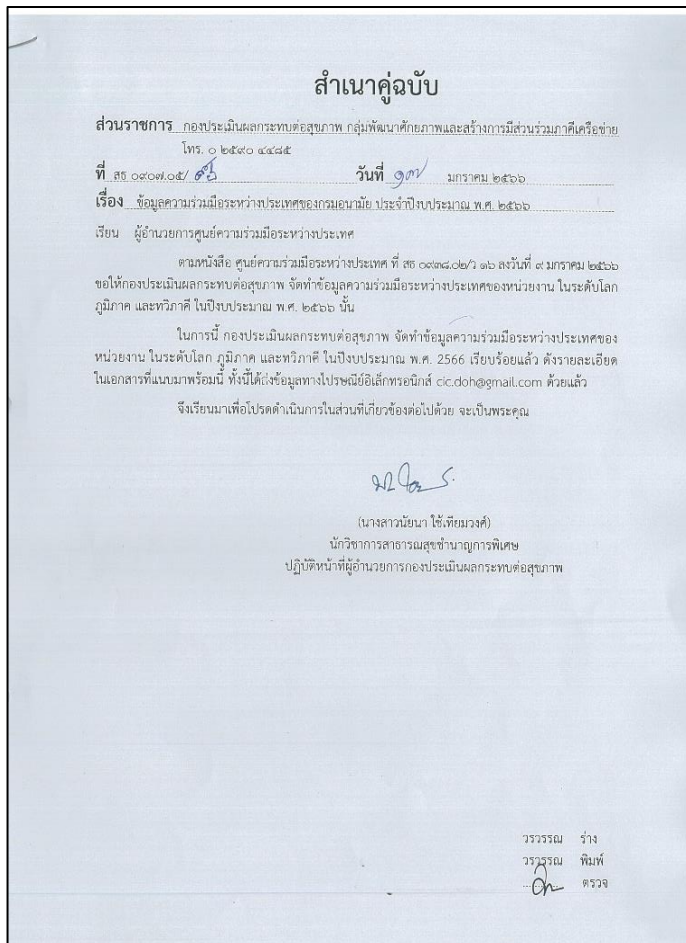 สำเนาคู่ฉบับ
ส่วนราชการ กองประเมินผลกระทบต่อสุขภาพ กลุ่มพัฒนาศักยภาพและสร้างการมีส่วนร่วมภาคีเครือข่าย
โทร. ๐ ๒๕๙๐ ๔๔๘๕
ที่ สธ ๐๙๐๗.๐๕/ วันที่ ๑๗ มกราคม ๒๕๖๖
เรื่อง ข้อมูลความร่วมมือระหว่างประเทศของกรมอนามัย ประจำปีงบประมาณ พ.ศ. ๒๕๖๖
เรียน ผู้อำนวยการศูนย์ความร่วมมือระหว่างประเทศ
ตามหนังสือ ศูนย์ความร่วมมือระหว่างประเทศ ที่ สธ ๐๙๓๘.๐๒/ว ๑๖ ลงวันที่ ๙ มกราคม ๒๕๖๖
ขอให้กองประเมินผลกระทบต่อสุขภาพ จัดทำข้อมูลความร่วมมือระหว่างประเทศของหน่วยงาน ในระดับโลก
ภูมิภาค และทวิภาคี ในปีงบประมาณ พ.ศ. ๒๕๖๖ นั้น
ในการนี้ กองประเมินผลกระทบต่อสุขภาพ จัดทำข้อมูลความร่วมมือระหว่างประเทศของ
หน่วยงาน ในระดับโลก ภูมิภาค และทวิภาคี ในปีงบประมาณ พ.ศ. 2566 เรียบร้อยแล้ว ดังรายละเอียด
ในเอกสารที่แนบมาพร้อมนี้ ทั้งนี้ได้ส่งข้อมูลทางไปรษณีย์อิเล็กทรอนิกส์ cic.doh@gmail.com ด้วยแล้ว
จึงเรียนมาเพื่อโปรดดำเนินการในส่วนที่เกี่ยวข้องต่อไปด้วย จะเป็นพระคุณ
(นางสาวนัยนา ใช้เทียมวงศ์)
นักวิชาการสาธารณสุขชำนาญการพิเศษ
ปฏิบัติหน้าที่ผู้อำนวยการกองประเมินผลกระทบต่อสุขภาพ
วรวรรณ ร่าง
วรวรรณ พิมพ์
ตรวจ